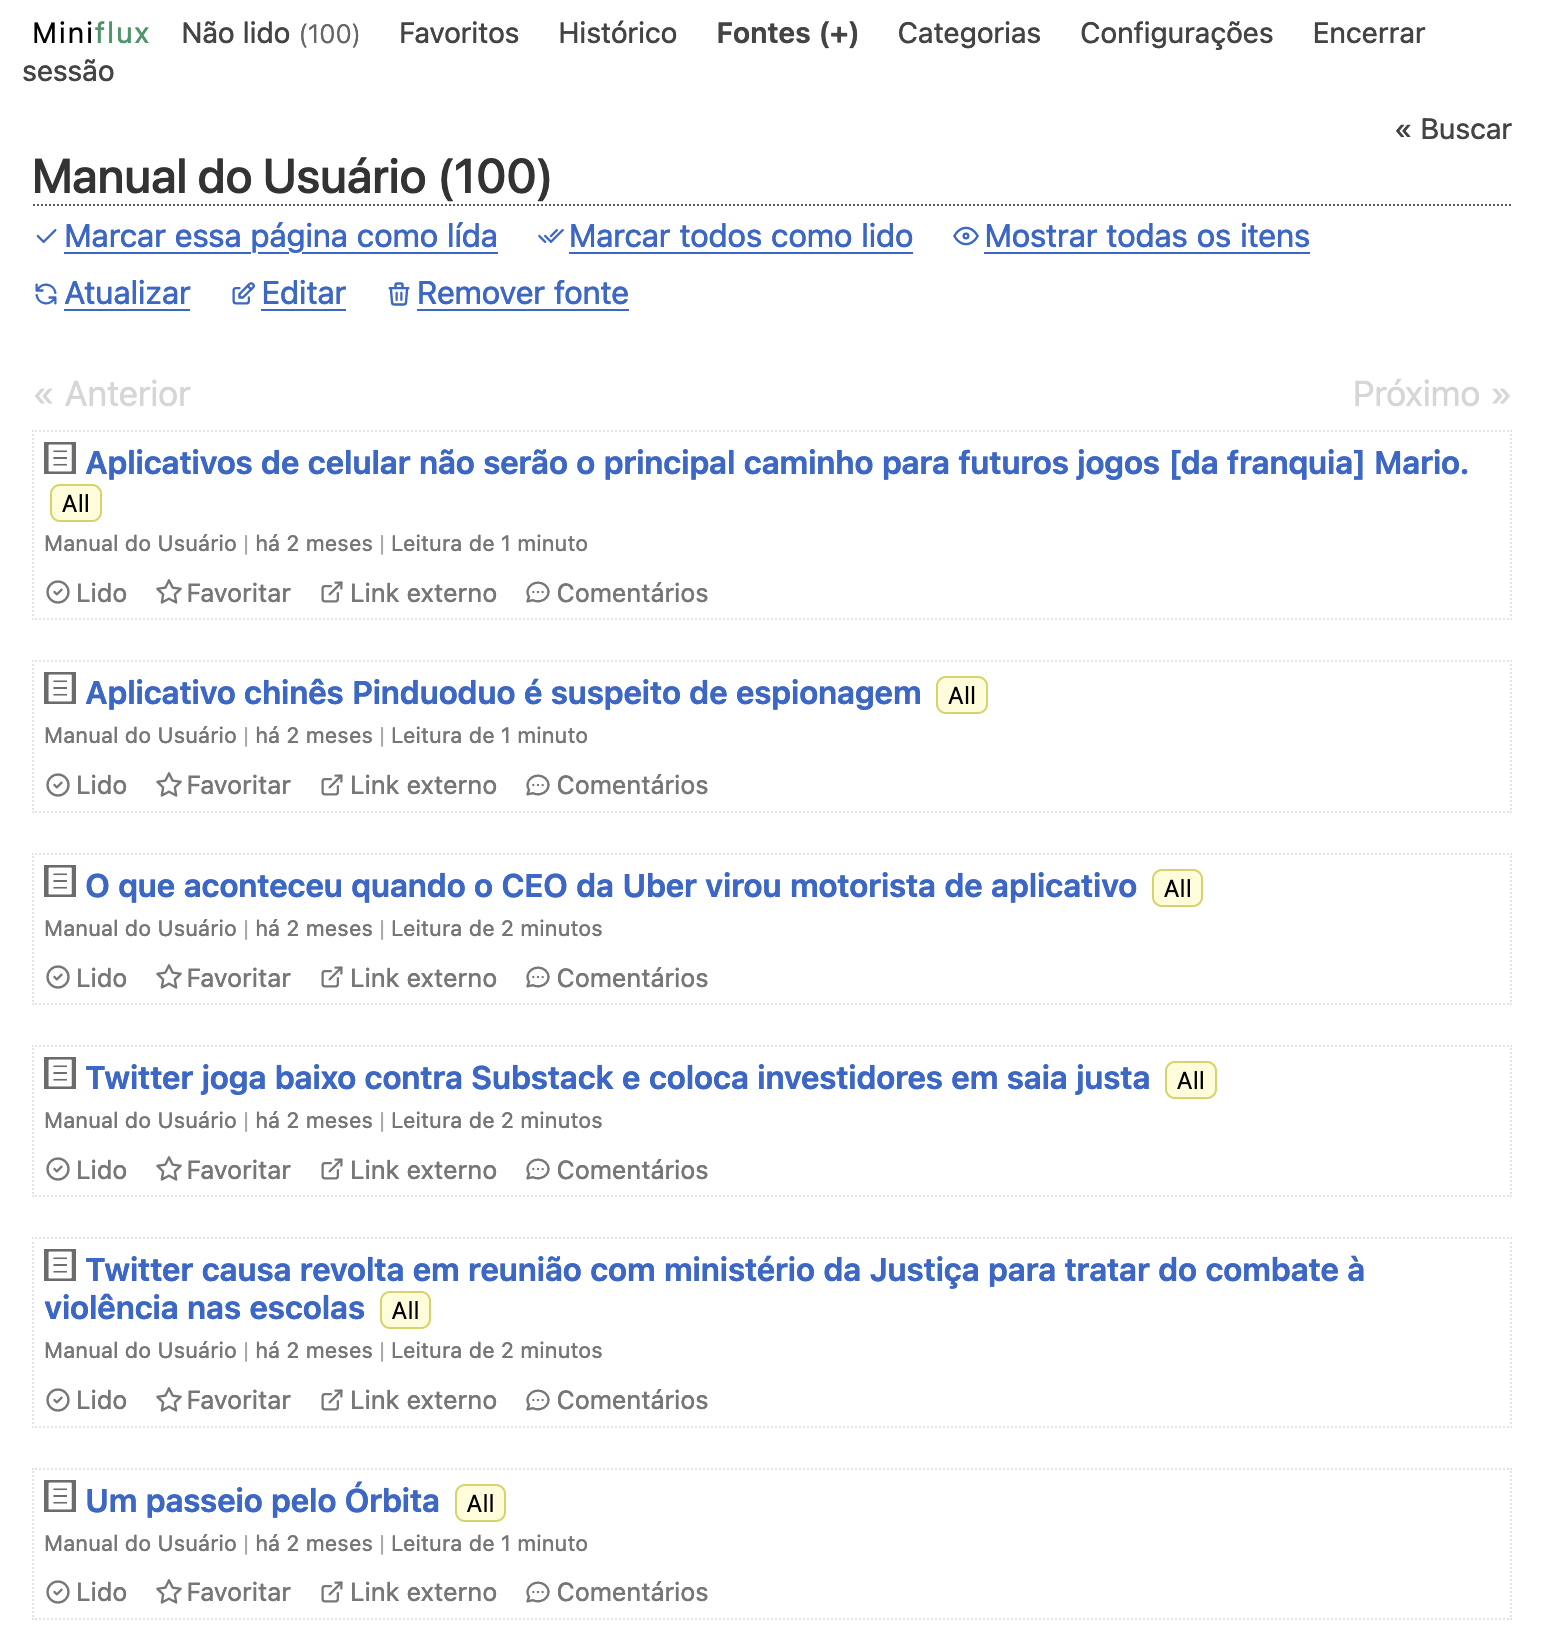 Miniflux Não lido (100) Favoritos Histórico Fontes (+) Categorias Configurações Encerrar
sessão
« Buscar
Manual do Usuário (100)
Marcar essa página como lída Marcar todos como lido Mostrar todas os itens
Atualizar Editar Remover fonte
« Anterior Próximo »
Aplicativos de celular não serão o principal caminho para futuros jogos [da franquia] Mario.
All
Manual do Usuário | há 2 meses | Leitura de 1 minuto
Lido Favoritar Link externo Comentários
Aplicativo chinês Pinduoduo é suspeito de espionagem All
Manual do Usuário | há 2 meses | Leitura de 1 minuto
Lido Favoritar Link externo Comentários
O que aconteceu quando o CEO da Uber virou motorista de aplicativo All
Manual do Usuário | há 2 meses | Leitura de 2 minutos
Lido Favoritar Link externo Comentários
Twitter joga baixo contra Substack e coloca investidores em saia justa All
Manual do Usuário | há 2 meses | Leitura de 2 minutos
Lido Favoritar Link externo Comentários
Twitter causa revolta em reunião com ministério da Justiça para tratar do combate à
violência nas escolas All
Manual do Usuário | há 2 meses | Leitura de 2 minutos
Lido Favoritar Link externo Comentários
Um passeio pelo Órbita All
Manual do Usuário | há 2 meses | Leitura de 1 minuto
Lido Favoritar Link externo Comentários